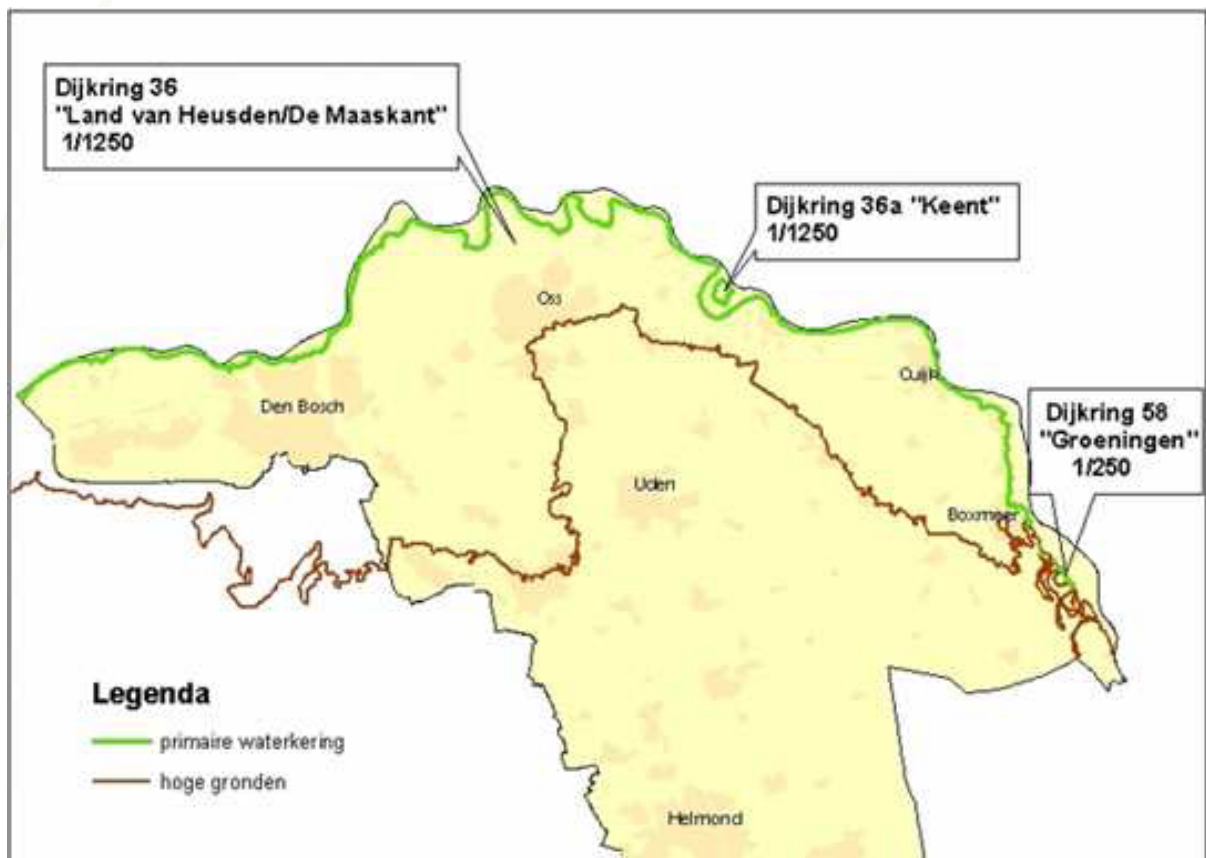 Dijkring 36
"Land van Heusden/De Maaskant"
1/1250
Dijkring 36a "Keent"
1/1250
Oss
Cuijk
Den Bosch
Dijkring 58
"Groeningen"
1/250
Uden
Boxmeer
Legenda
primaire waterkering
hoge gronden
Helmond